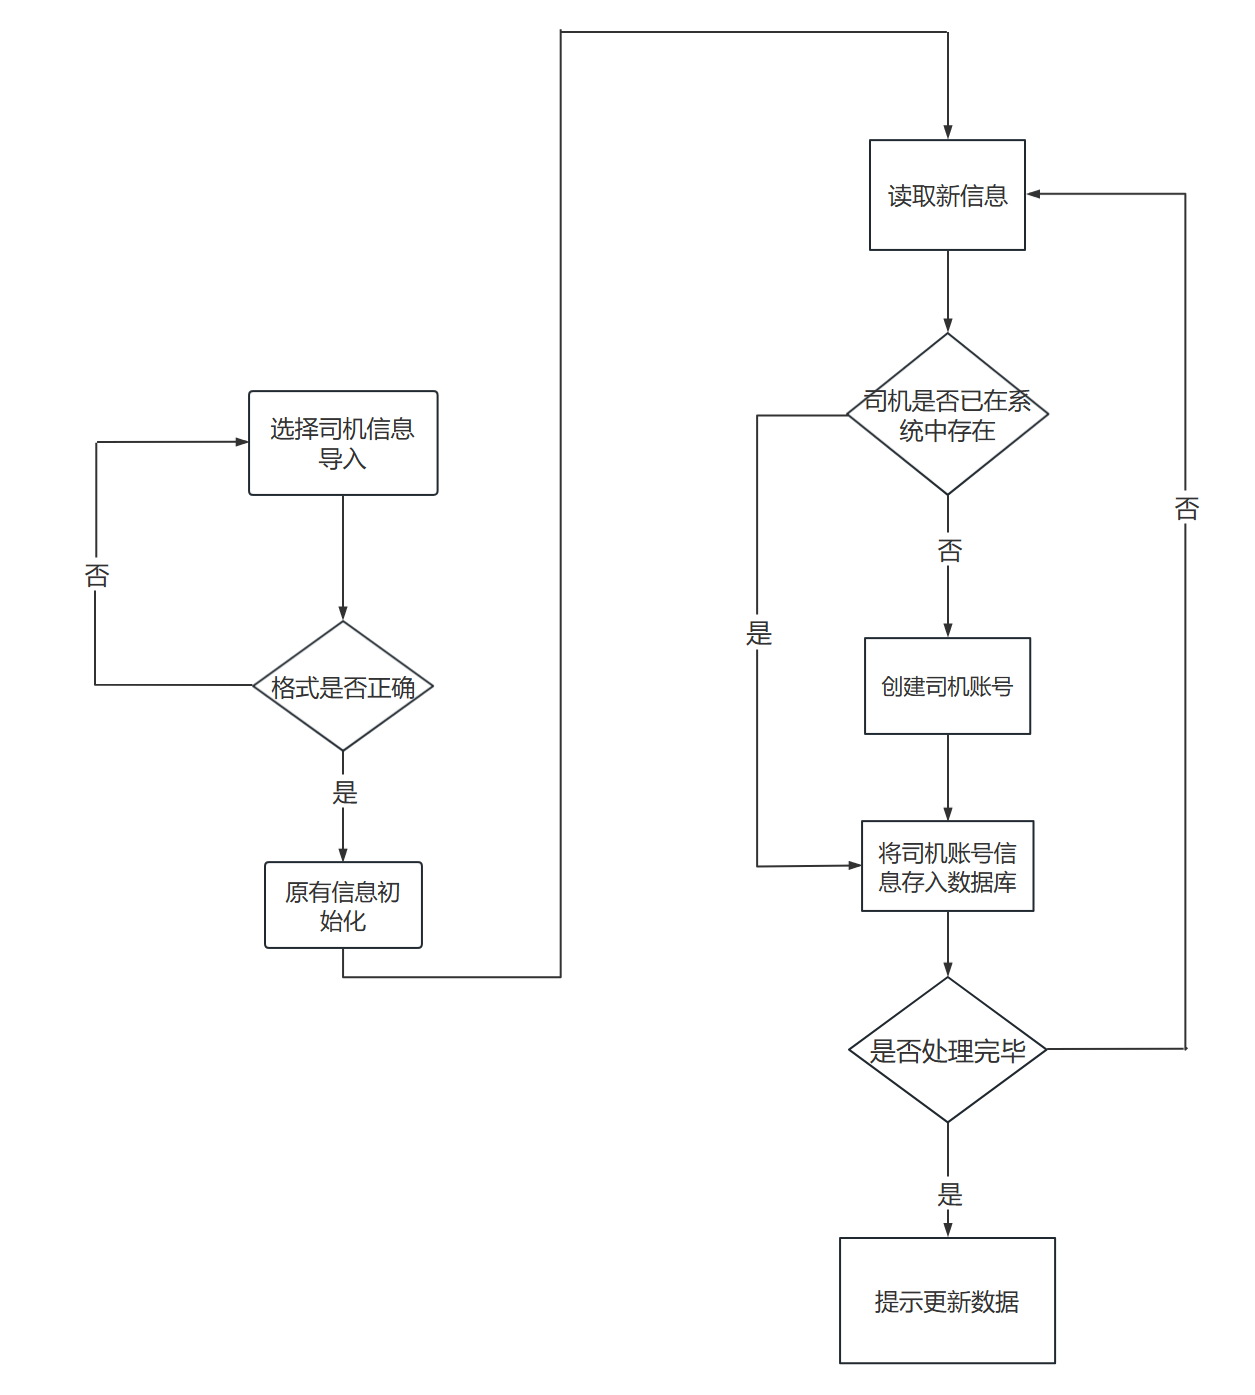 选择司机信息
导入
否
格式是否正确
是
原有信息初
始化
读取新信息
司机是否已在系
统中存在
否
是
创建司机账号
将司机账号信
息存入数据库
是否处理完毕
否
是
提示更新数据